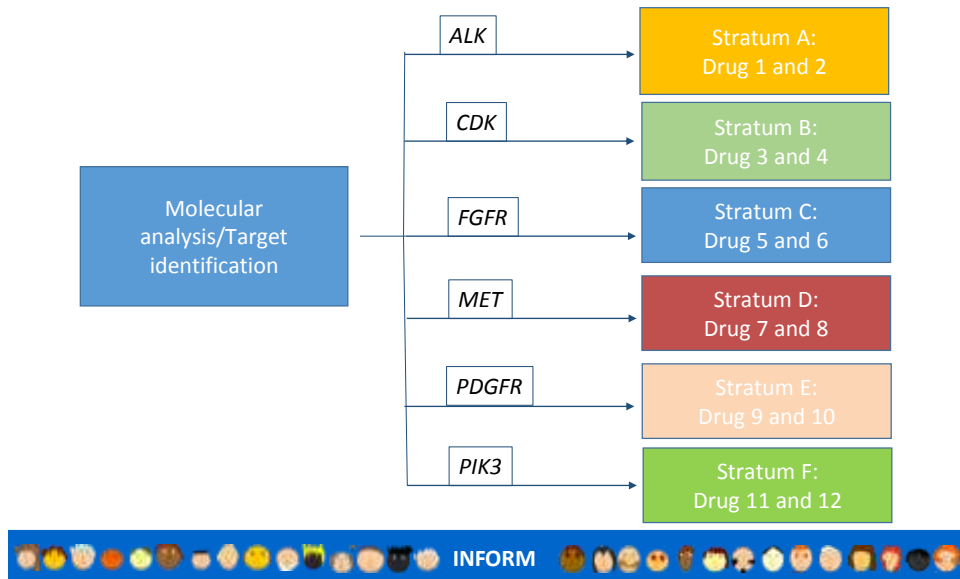 Molecular
analysis/Target
identification
ALK
Stratum A:
Drug 1 and 2
CDK
Stratum B:
Drug 3 and 4
FGFR
Stratum C:
Drug 5 and 6
MET
Stratum D:
Drug 7 and 8
PDGFR
Stratum E:
Drug 9 and 10
PIK3
Stratum F:
Drug 11 and 12
INFORM